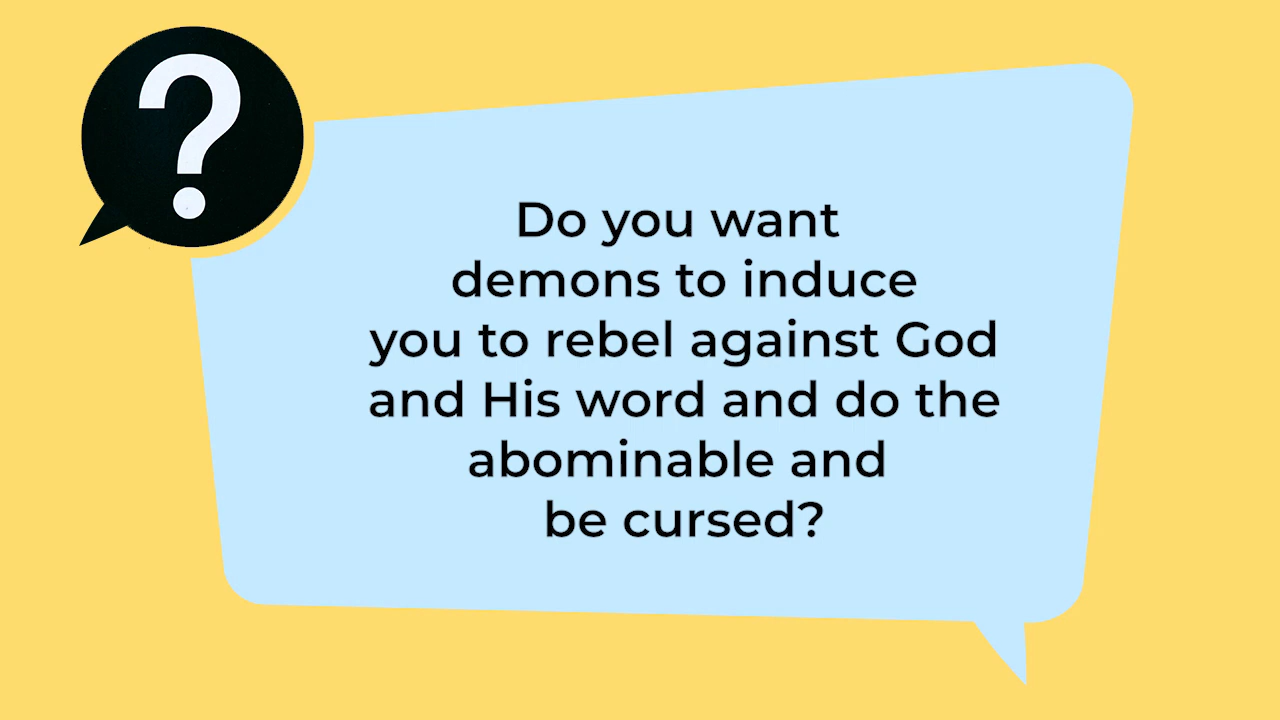 ?
Do you want
demons to induce
you to rebel against God
and His word and do the
abominable and
be cursed?